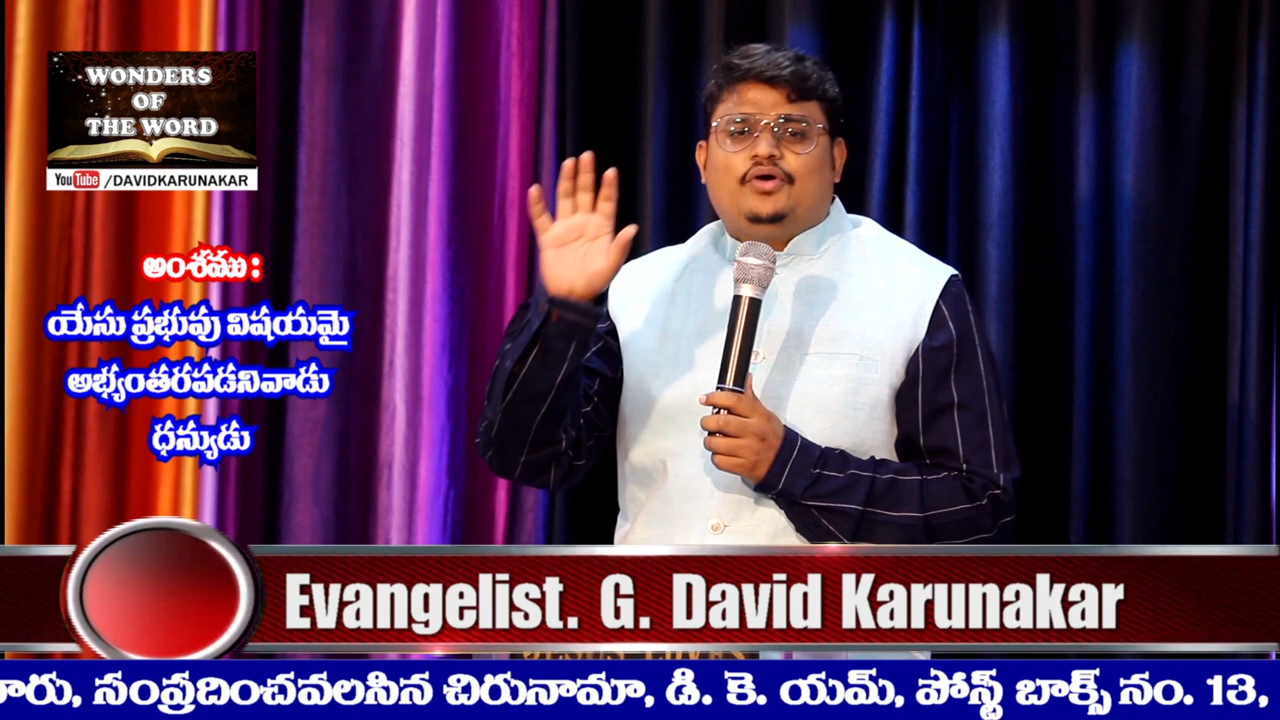 WONDERS
OF
THE WORD
YouTube /DAVIDKARUNAKAR
అంశము :
యేసు ప్రభువు విషయమై
అభ్యంతరపడనివాడు
ధన్యుడు
Evangelist. G. David Karunakar
సంప్రదించవలసిన చిరునామా, డి. కె. యమ్, పోస్ట్ బాక్స్ నం. 13,